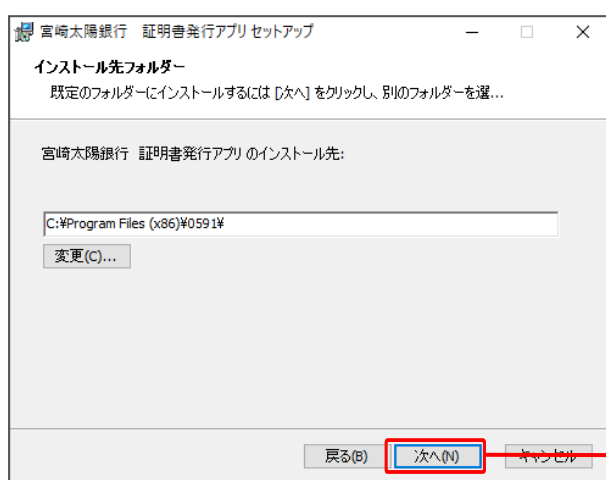 宮崎太陽銀行　証明書発行アプリ セットアップ
インストール先フォルダー
既定のフォルダーにインストールするには [次へ] をクリックし、別のフォルダーを選...
宮崎太陽銀行　証明書発行アプリ のインストール先:
C:¥Program Files (x86)¥0591¥
変更(C)...
戻る(B) 次へ(N) キャンセル